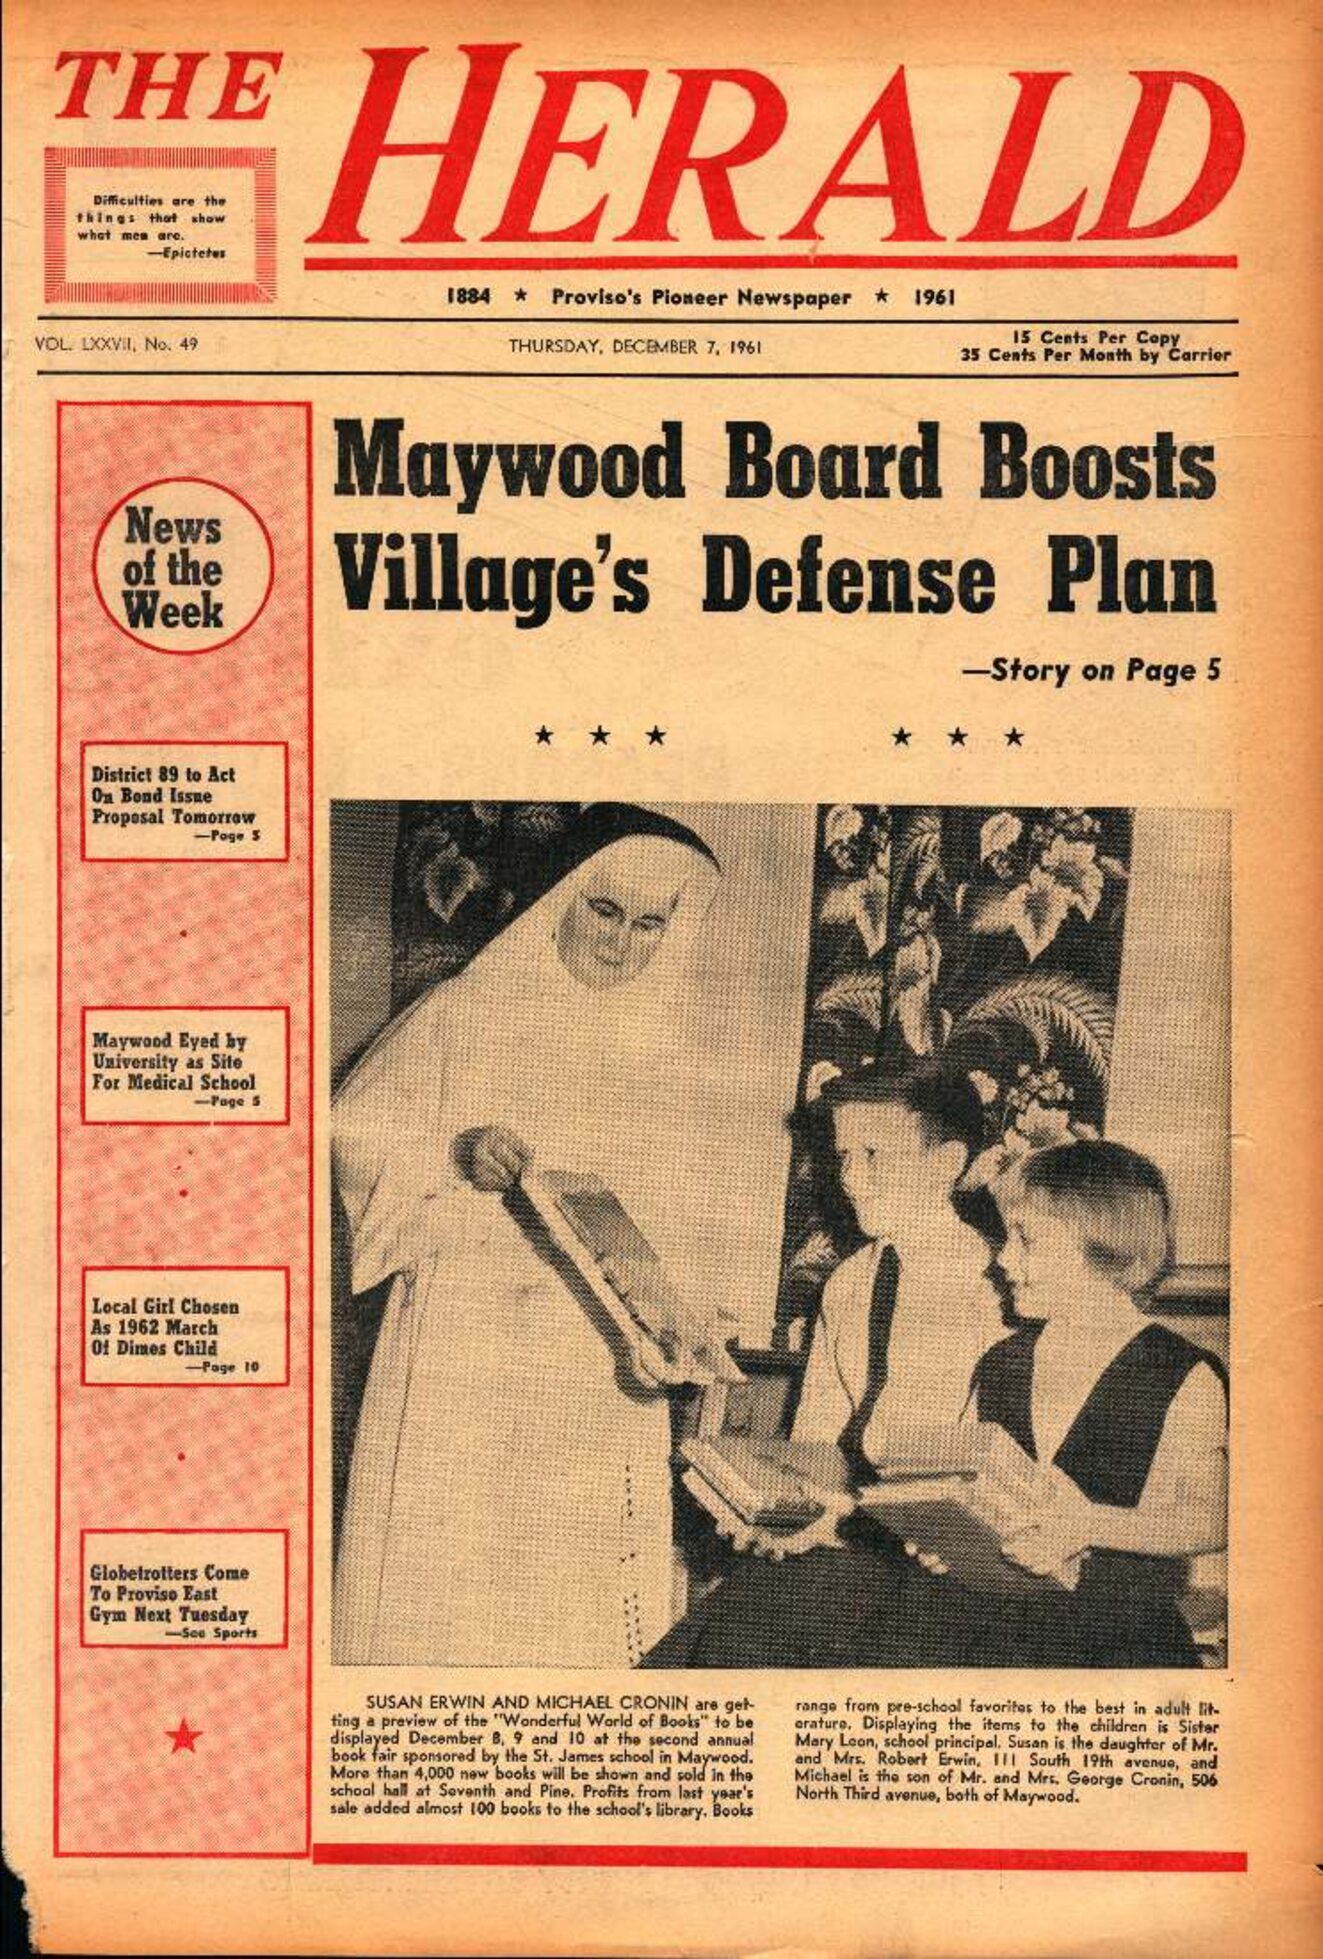 THE HERALD
Difficulties are the
things that show
what men are.
—Epictetus
1884 ★ Proviso's Pioneer Newspaper ★ 1961
VOL. LXXVII, No. 49
THURSDAY, DECEMBER 7, 1961
15 Cents Per Copy
35 Cents Per Month by Carrier
News
of the
Week
District 89 to Act
On Bond Issue
Proposal Tomorrow
—Page 5
Maywood Eyed by
University as Site
For Medical School
—Page 5
Local Girl Chosen
As 1962 March
Of Dimes Child
—Page 10
Globetrotters Come
To Proviso East
Gym Next Tuesday
—See Sports
Maywood Board Boosts
Village's Defense Plan
—Story on Page 5
★ ★ ★ ★ ★ ★
SUSAN ERWIN AND MICHAEL CRONIN are get-
ting a preview of the "Wonderful World of Books" to be
displayed December 8, 9 and 10 at the second annual
book fair sponsored by the St. James school in Maywood.
More than 4,000 new books will be shown and sold in the
school hall at Seventh and Pine. Profits from last year's
sale added almost 100 books to the school's library. Books
range from pre-school favorites to the best in adult lit-
erature. Displaying the items to the children is Sister
Mary Leon, school principal. Susan is the daughter of Mr.
and Mrs. Robert Erwin, 111 South 19th avenue, and
Michael is the son of Mr. and Mrs. George Cronin, 506
North Third avenue, both of Maywood.